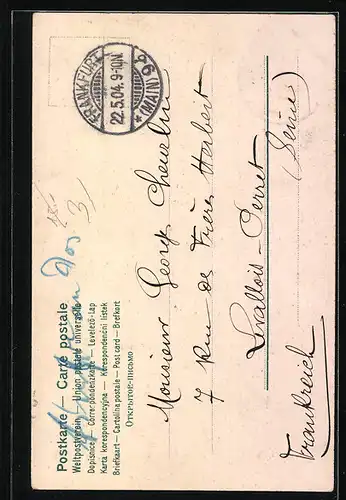 Postkarte — Carte postale
Weltpostverein — Union postale universelle
Dopisnice — Correspondenzkarte — Levelező-Lap
Karta korespondencyjna — Korespondenční lístek
Briefkaart — Cartolina postale — Post card — Brefkort
Открытое письмо
FRANKFURT
22.5.04. 9-10N.
* (MAIN) 9 *
Monsieur Georges
7 Rue des Frères Herbert
Levallois-Perret
(Seine)
Frankreich